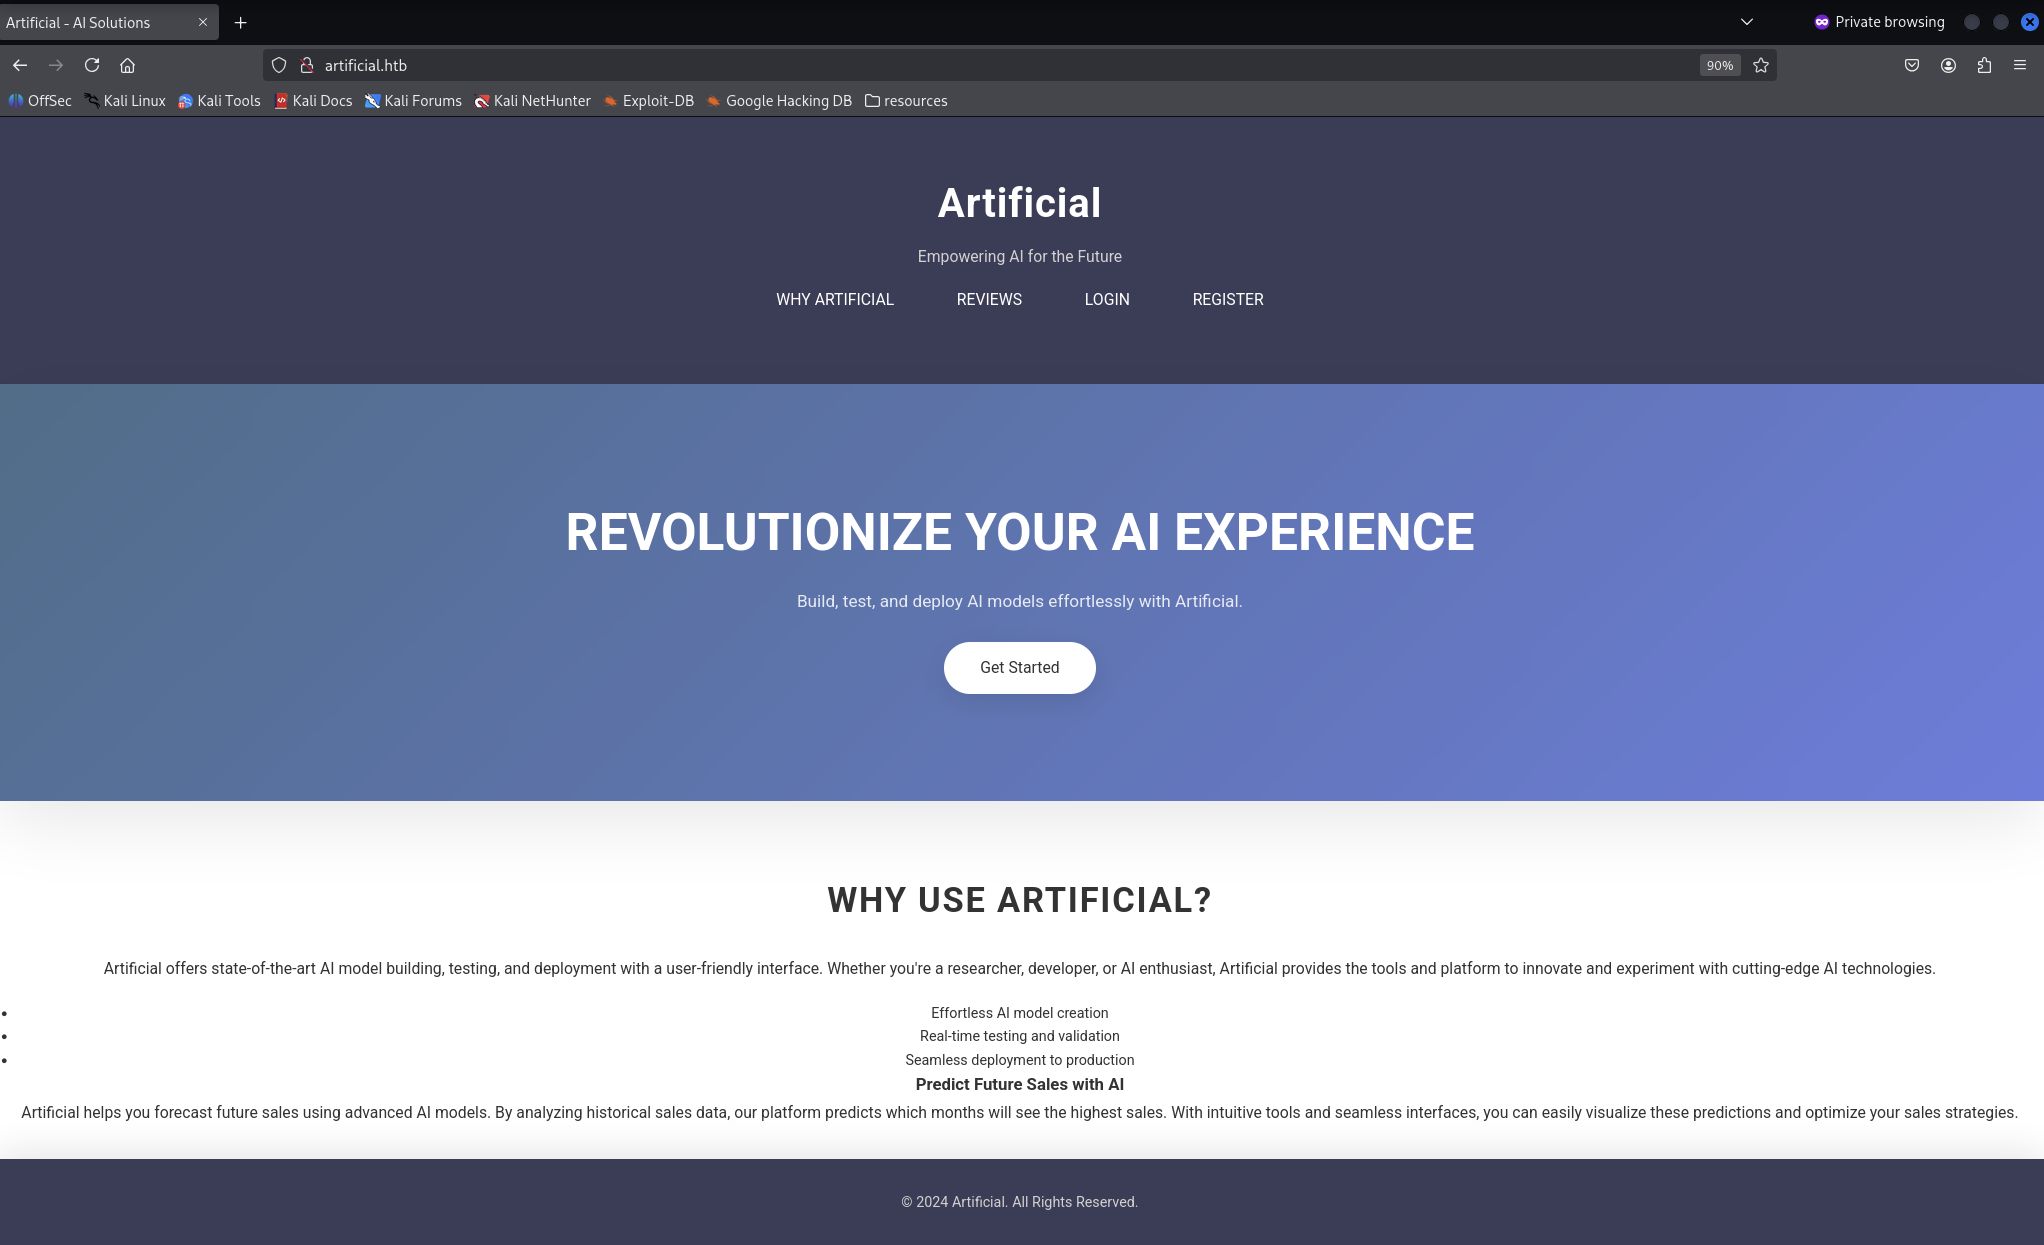 Artificial - AI Solutions
Private browsing
artificial.htb
90%
OffSec Kali Linux Kali Tools Kali Docs Kali Forums Kali NetHunter Exploit-DB Google Hacking DB resources
Artificial
Empowering AI for the Future
WHY ARTIFICIAL REVIEWS LOGIN REGISTER
REVOLUTIONIZE YOUR AI EXPERIENCE
Build, test, and deploy AI models effortlessly with Artificial.
Get Started
WHY USE ARTIFICIAL?
Artificial offers state-of-the-art AI model building, testing, and deployment with a user-friendly interface. Whether you're a researcher, developer, or AI enthusiast, Artificial provides the tools and platform to innovate and experiment with cutting-edge AI technologies.
• Effortless AI model creation
• Real-time testing and validation
• Seamless deployment to production
Predict Future Sales with AI
Artificial helps you forecast future sales using advanced AI models. By analyzing historical sales data, our platform predicts which months will see the highest sales. With intuitive tools and seamless interfaces, you can easily visualize these predictions and optimize your sales strategies.
© 2024 Artificial. All Rights Reserved.